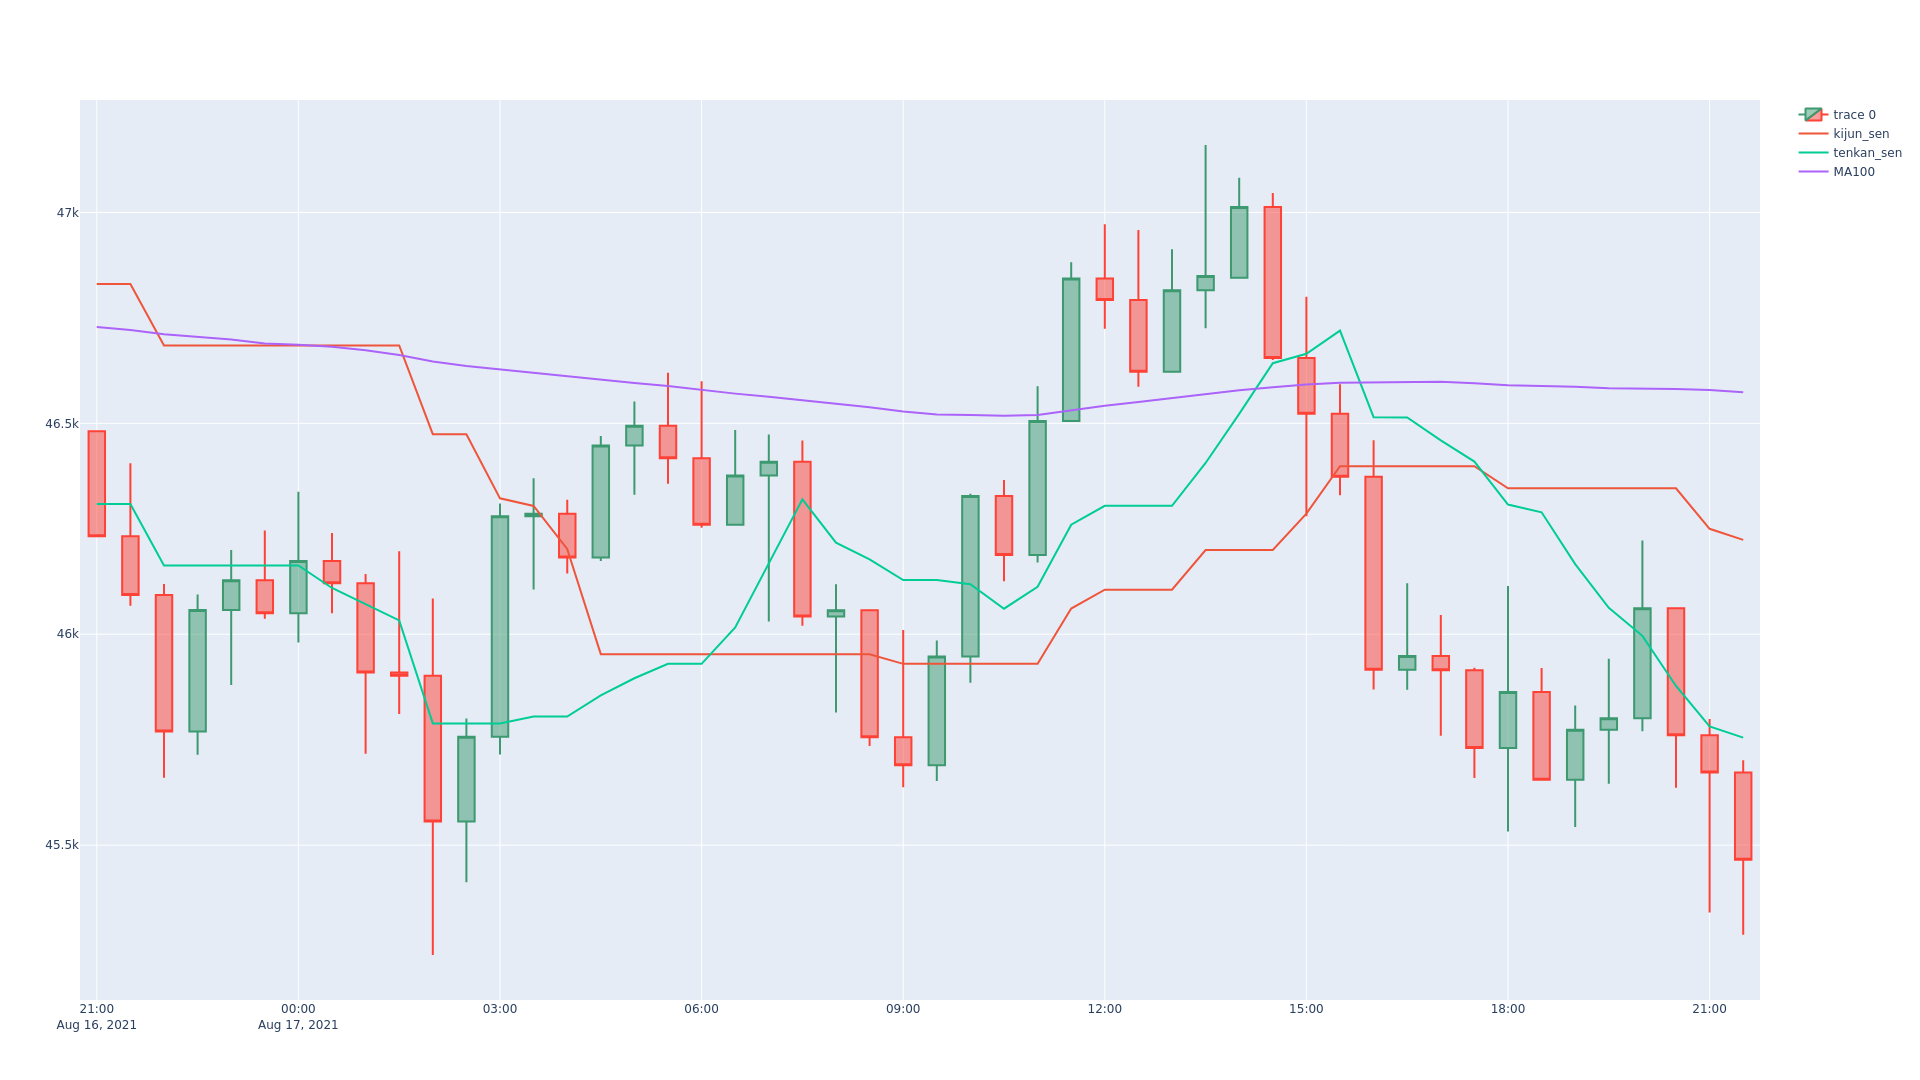 trace 0
kijun_sen
tenkan_sen
MA100
47k
46.5k
46k
45.5k
21:00 00:00 03:00 06:00 09:00 12:00 15:00 18:00 21:00
Aug 16, 2021 Aug 17, 2021